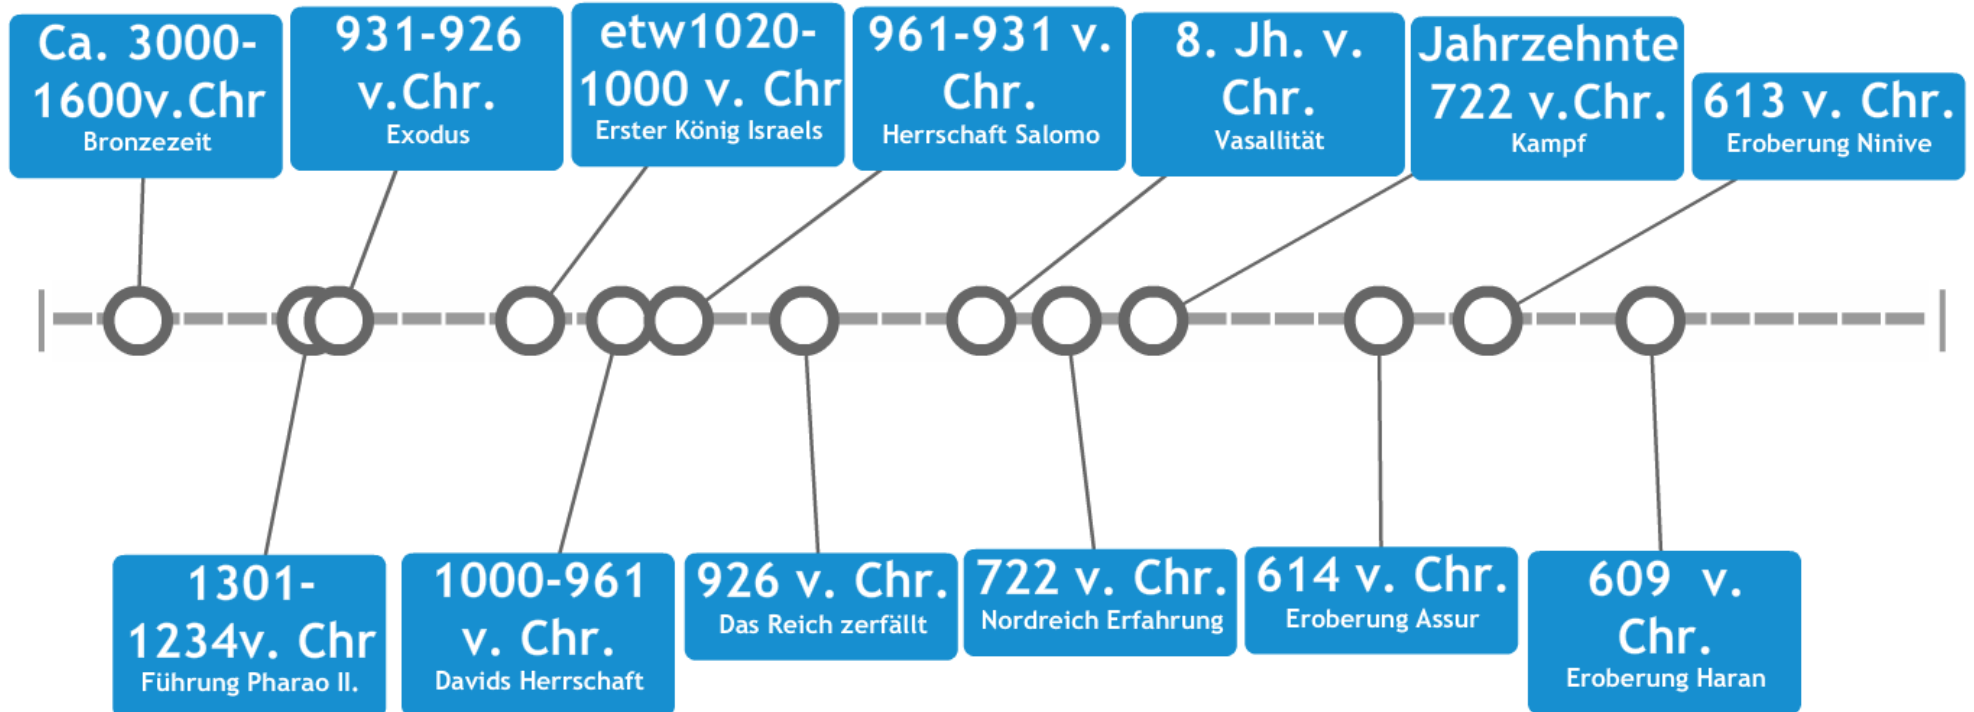 Ca. 3000-
1600v.Chr
Bronzezeit
931-926
v.Chr.
Exodus
etw1020-
1000 v. Chr
Erster König Israels
961-931 v.
Chr.
Herrschaft Salomo
8. Jh. v.
Chr.
Vasallität
Jahrzehnte
722 v.Chr.
Kampf
613 v. Chr.
Eroberung Ninive
1301-
1234v. Chr
Führung Pharao II.
1000-961
v. Chr.
Davids Herrschaft
926 v. Chr.
Das Reich zerfällt
722 v. Chr.
Nordreich Erfahrung
614 v. Chr.
Eroberung Assur
609 v.
Chr.
Eroberung Haran